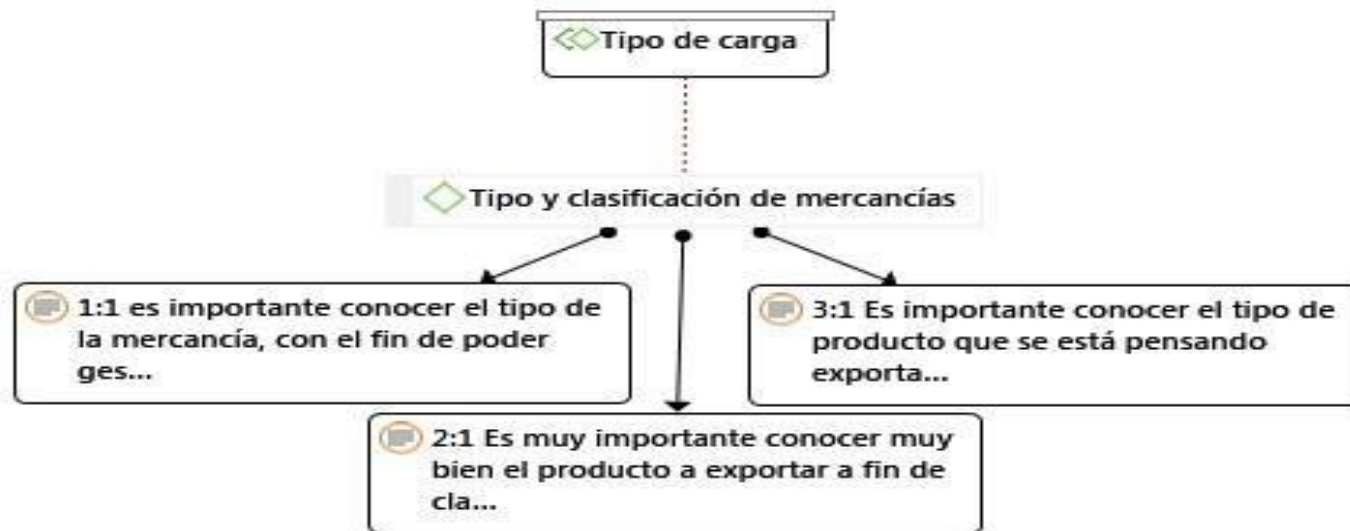 Tipo de carga
Tipo y clasificación de mercancías
1:1 es importante conocer el tipo de
la mercancía, con el fin de poder
ges...
3:1 Es importante conocer el tipo de
producto que se está pensando
exporta...
2:1 Es muy importante conocer muy
bien el producto a exportar a fin de
cla...